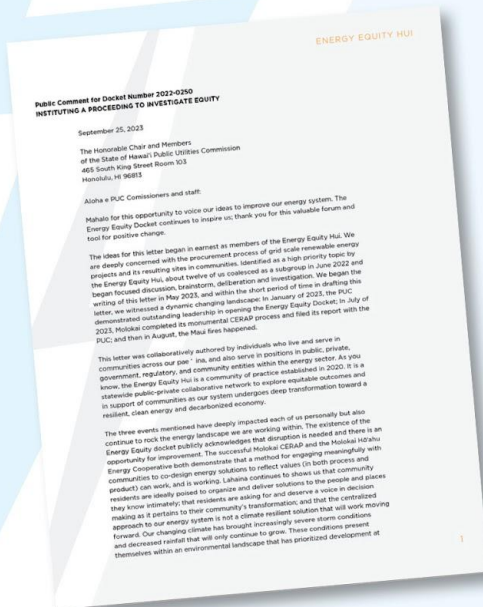 ENERGY EQUITY HUI
Public Comment for Docket Number 2022-0250
INSTITUTING A PROCEEDING TO INVESTIGATE EQUITY
September 25, 2023
The Honorable Chair and Members
of the State of Hawai'i Public Utilities Commission
465 South King Street Room 103
Honolulu, HI 96813
Aloha e PUC Comissioners and staff:
Mahalo for this opportunity to voice our ideas to improve our energy system. The
Energy Equity Docket continues to inspire us; thank you for this valuable forum and
tool for positive change.
The ideas for this letter began in earnest as members of the Energy Equity Hui. We
are deeply concerned with the procurement process of grid scale renewable energy
projects and its resulting sites in communities. Identified as a high priority topic by
the Energy Equity Hui, about twelve of us coalesced as a subgroup in June 2022 and
began focused discussion, brainstorm, deliberation and investigation. We began the
writing of this letter in May 2023, and within the short period of time in drafting this
letter, we witnessed a dynamic changing landscape: In January of 2023, the PUC
demonstrated outstanding leadership in opening the Energy Equity Docket; In July of
2023, Molokai completed its monumental CERAP process and filed its report with the
PUC; and then in August, the Maui fires happened.
This letter was collaboratively authored by individuals who live and serve in
communities across our pae ʻ ina, and also serve in positions in public, private,
government, regulatory, and community entities within the energy sector. As you
know, the Energy Equity Hui is a community of practice established in 2020. It is a
statewide public-private collaborative network to explore equitable outcomes and
in support of communities as our system undergoes deep transformation toward a
resilient, clean energy and decarbonized economy.
The three events mentioned have deeply impacted each of us personally but also
continue to rock the energy landscape we are working within. The existence of the
Energy Equity docket publicly acknowledges that disruption is needed and there is an
opportunity for improvement. The successful Molokai CERAP and the Molokai Hōʻahu
Energy Cooperative both demonstrate that a method for engaging meaningfully with
communities to co-design energy solutions to reflect values (in both process and
product) can work, and is working. Lahaina continues to shows us that community
residents are ideally poised to organize and deliver solutions to the people and places
they know intimately; that residents are asking for and deserve a voice in decision
making as it pertains to their community's transformation; and that the centralized
approach to our energy system is not a climate resilient solution that will work moving
forward. Our changing climate has brought increasingly severe storm conditions
and decreased rainfall that will only continue to grow. These conditions present
themselves within an environmental landscape that has prioritized development at
1